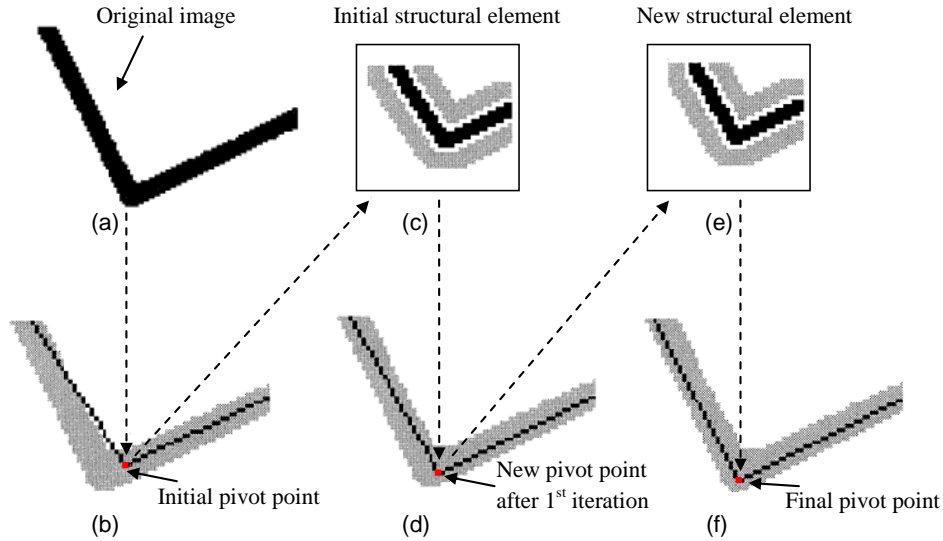 Original image
Initial structural element
New structural element
(a)
(c)
(e)
Initial pivot point
New pivot point
after 1st iteration
Final pivot point
(b)
(d)
(f)